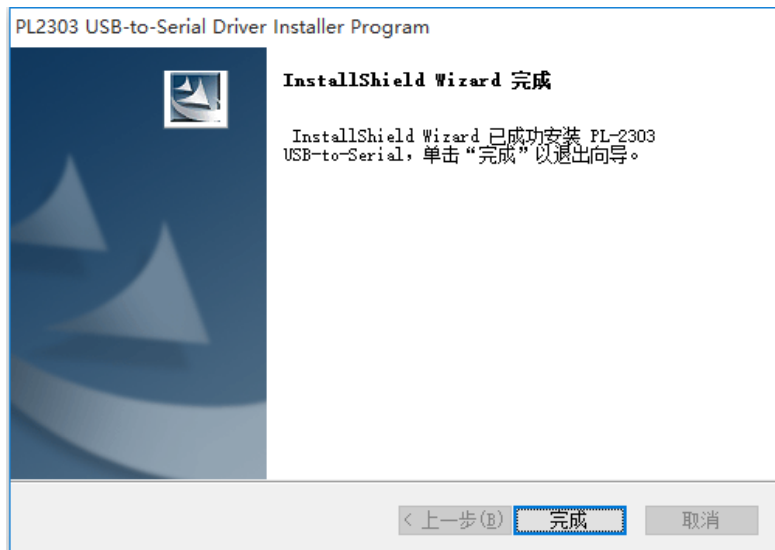 PL2303 USB-to-Serial Driver Installer Program
InstallShield Wizard 完成
InstallShield Wizard 已成功安装 PL-2303
USB-to-Serial，单击“完成”以退出向导。
< 上一步(B)
完成
取消